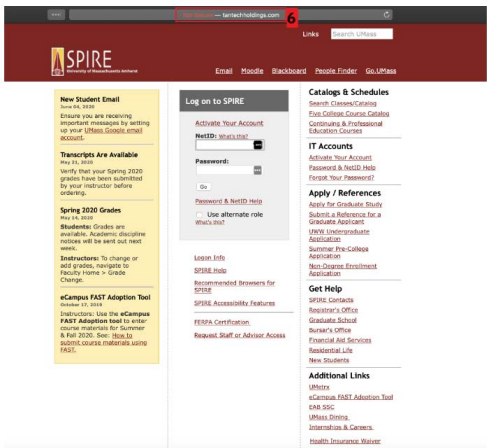 Not Secure — tantechholdings.com
6
Links Search UMass
SPIRE
University of Massachusetts Amherst
Email Moodle Blackboard People Finder Go.UMass
New Student Email
June 04, 2020
Ensure you are receiving
important messages by setting
up your UMass Google email
account.
Transcripts Are Available
May 21, 2020
Verify that your Spring 2020
grades have been submitted
by your instructor before
ordering.
Spring 2020 Grades
May 14, 2020
Students: Grades are
available. Academic discipline
notices will be sent out next
week.
Instructors: To change or
add grades, navigate to
Faculty Home > Grade
Change.
eCampus FAST Adoption Tool
October 17, 2019
Instructors: Use the eCampus
FAST Adoption tool to enter
course materials for Summer
& Fall 2020. See: How to
submit course materials using
FAST.
Log on to SPIRE
Activate Your Account
NetID: What's this?
Password:
Go
Password & NetID Help
Use alternate role
What's this?
Logon Info
SPIRE Help
Recommended Browsers for
SPIRE
SPIRE Accessibility Features
FERPA Certification
Request Staff or Advisor Access
Catalogs & Schedules
Search Classes/Catalog
Five College Course Catalog
Continuing & Professional
Education Courses
IT Accounts
Activate Your Account
Password & NetID Help
Forgot Your Password?
Apply / References
Apply for Graduate Study
Submit a Reference for a
Graduate Applicant
UWW Undergraduate
Application
Summer Pre-College
Application
Non-Degree Enrollment
Application
Get Help
SPIRE Contacts
Registrar's Office
Graduate School
Bursar's Office
Financial Aid Services
Residential Life
New Students
Additional Links
UMetrx
eCampus FAST Adoption Tool
EAB SSC
UMass Dining
Internships & Careers
Health Insurance Waiver